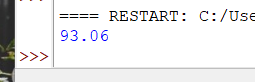 ==== RESTART: C:/Use
93.06
>>>